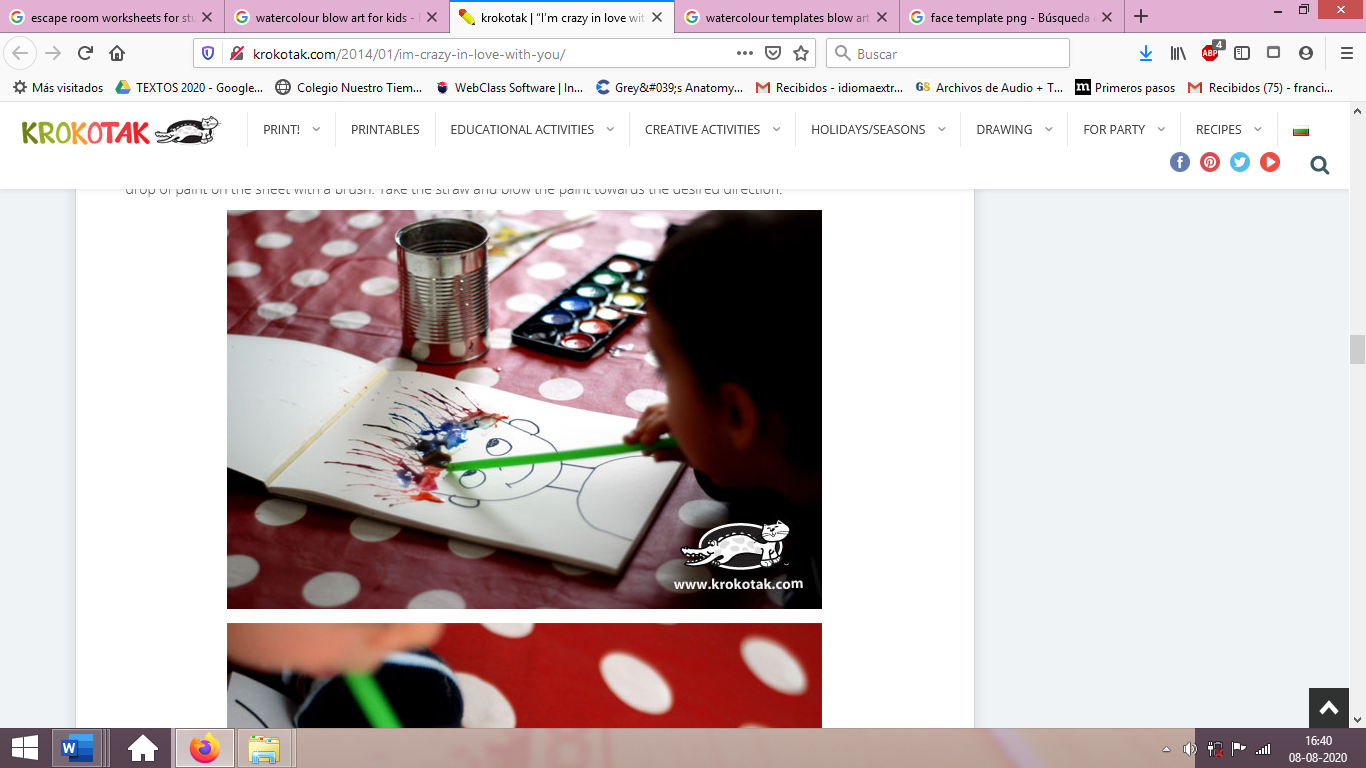 escape room worksheets for stu
watercolour blow art for kids - 
krokotak | "I'm crazy in love wit
watercolour templates blow art
face template png - Búsqueda
krokotak.com/2014/01/im-crazy-in-love-with-you/
Buscar
4
ABP
Más visitados
TEXTOS 2020 - Google...
Colegio Nuestro Tiem...
WebClass Software | In...
Grey&#039;s Anatomy...
Recibidos - idiomaextr...
GS Archivos de Audio + T...
m Primeros pasos
Recibidos (75) - franci...
KROKOTAK
PRINT!
PRINTABLES
EDUCATIONAL ACTIVITIES
CREATIVE ACTIVITIES
HOLIDAYS/SEASONS
DRAWING
FOR PARTY
RECIPES
drop of paint on the sheet with a brush. Take the straw and blow the paint towards the desired direction.
www.krokotak.com
16:40
08-08-2020